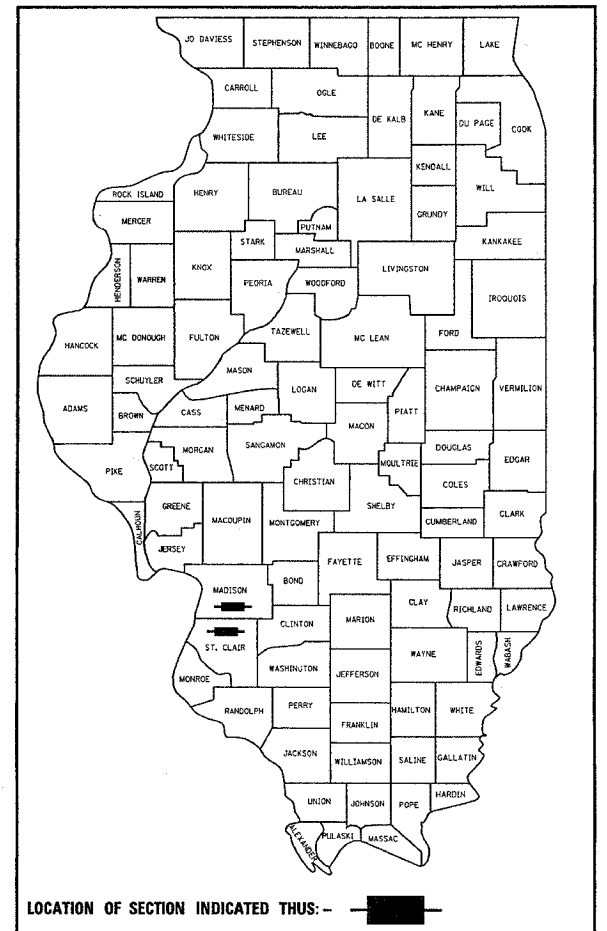 JO DAVIESS STEPHENSON WINNEBAGO BOONE MC HENRY LAKE
CARROLL OGLE DE KALB KANE DU PAGE COOK
WHITESIDE LEE KENDALL WILL
ROCK ISLAND HENRY BUREAU LA SALLE GRUNDY
MERCER PUTNAM KANKAKEE
HENDERSON WARREN KNOX STARK MARSHALL LIVINGSTON
PEORIA WOODFORD IROQUOIS
HANCOCK MC DONOUGH FULTON TAZEWELL MC LEAN FORD
SCHUYLER MASON LOGAN DE WITT CHAMPAIGN VERMILION
ADAMS BROWN CASS MENARD MACON PIATT
MORGAN SANGAMON DOUGLAS EDGAR
PIKE SCOTT CHRISTIAN MOULTRIE COLES
GREENE MACOUPIN SHELBY CLARK
CALHOUN MONTGOMERY CUMBERLAND
JERSEY FAYETTE EFFINGHAM JASPER CRAWFORD
MADISON BOND CLAY RICHLAND LAWRENCE
CLINTON MARION
ST. CLAIR WAYNE EDWARDS WABASH
WASHINGTON JEFFERSON
MONROE
RANDOLPH PERRY HAMILTON WHITE
FRANKLIN
JACKSON WILLIAMSON SALINE GALLATIN
UNION JOHNSON POPE HARDIN
ALEXANDER PULASKI MASSAC
LOCATION OF SECTION INDICATED THUS: -